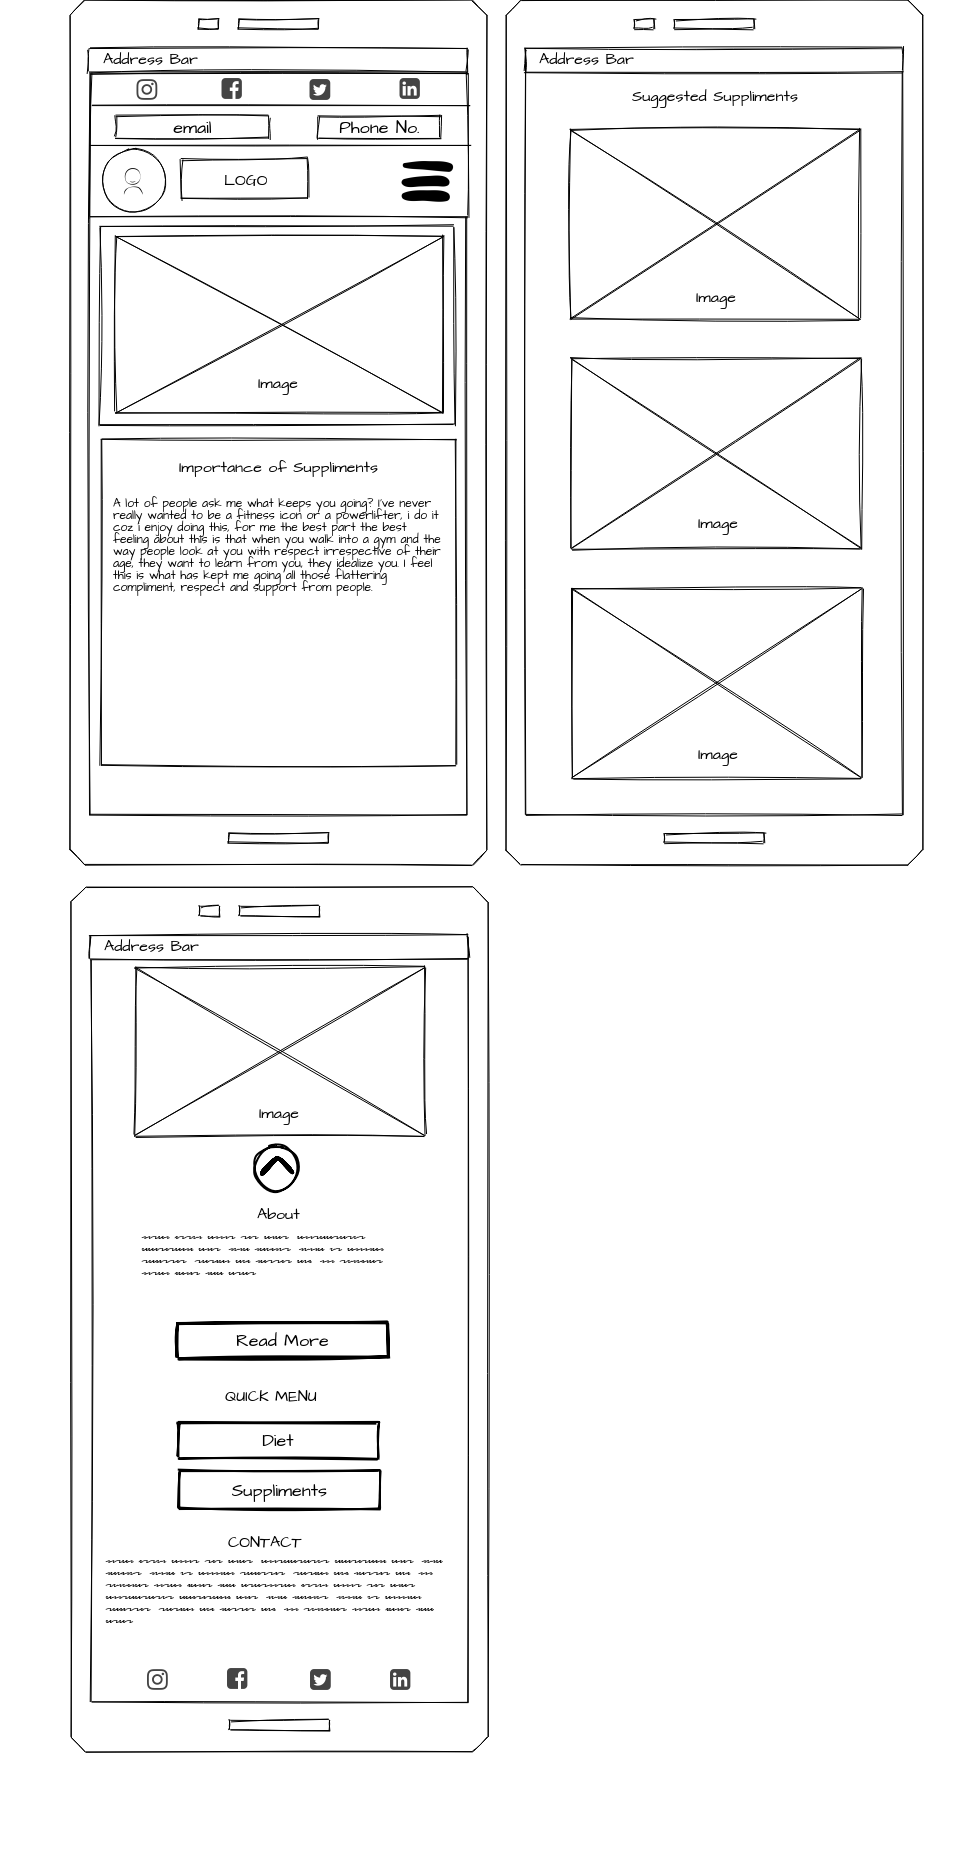 Address Bar
email
Phone No.
LOGO
Image
Importance of Suppliments
A lot of people ask me what keeps you going? I've never
really wanted to be a fitness icon or a powerlifter, i do it
coz i enjoy doing this, for me the best part the best
feeling about this is that when you walk into a gym and the
way people look at you with respect irrespective of their
age, they want to learn from you, they idealize you. I feel
this is what has kept me going all those flattering
compliment, respect and support from people.
Address Bar
Suggested Suppliments
Image
Image
Image
Address Bar
Image
About
Read More
QUICK MENU
Diet
Suppliments
CONTACT